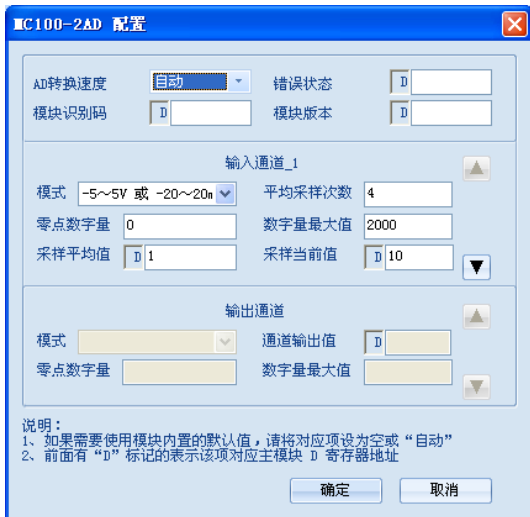 MC100-2AD 配置
AD转换速度 自动 错误状态 D
模块识别码 D 模块版本 D
输入通道_1
模式 -5～5V 或 -20～20m 平均采样次数 4
零点数字量 0 数字量最大值 2000
采样平均值 D 1 采样当前值 D 10
输出通道
模式 通道输出值 D
零点数字量 数字量最大值
说明：
1、如果需要使用模块内置的默认值，请将对应项设为空或“自动”
2、前面有“D”标记的表示该项对应主模块 D 寄存器地址
确定 取消